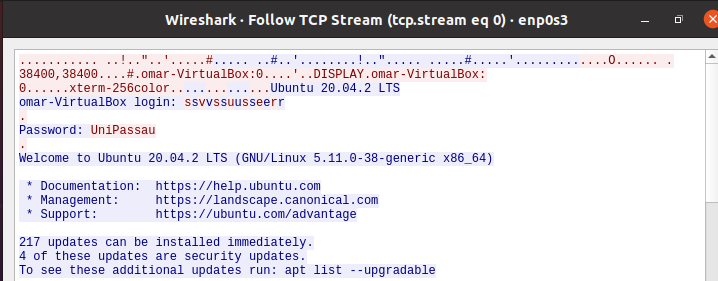 Wireshark · Follow TCP Stream (tcp.stream eq 0) · enp0s3
........... ..!.."..'.....#..... ..#..'........!.."..... .....#.....'.............O...... .
38400,38400....#.omar-VirtualBox:0....'..DISPLAY.omar-VirtualBox:
0......xterm-256color...............Ubuntu 20.04.2 LTS
omar-VirtualBox login: ssvvssuusseerr
.
Password: UniPassau
.
Welcome to Ubuntu 20.04.2 LTS (GNU/Linux 5.11.0-38-generic x86_64)
* Documentation:  https://help.ubuntu.com
* Management:     https://landscape.canonical.com
* Support:        https://ubuntu.com/advantage
217 updates can be installed immediately.
4 of these updates are security updates.
To see these additional updates run: apt list --upgradable